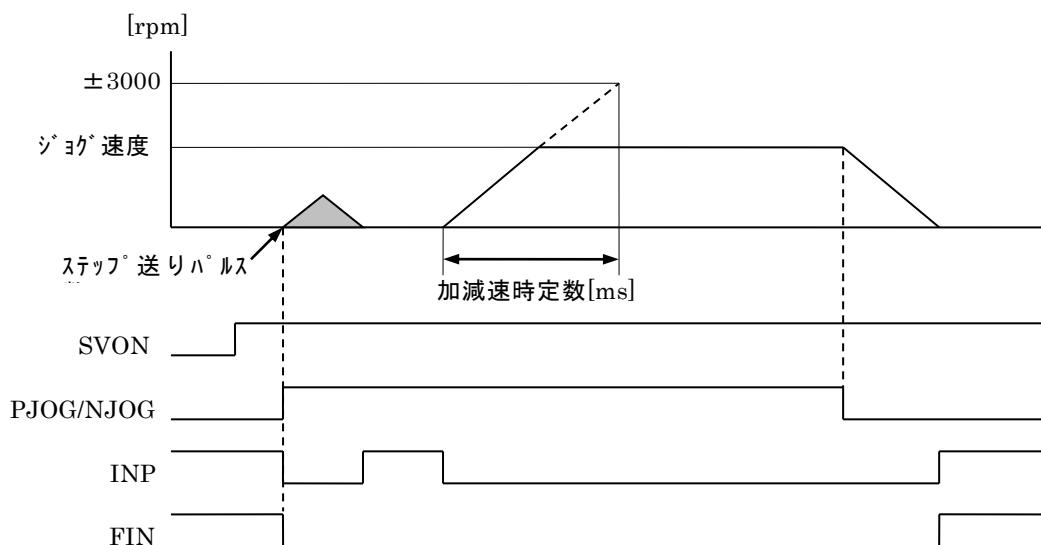 [rpm]
±3000
ｼﾞｮｸﾞ速度
ｽﾃｯﾌﾟ送りﾊﾟﾙｽ
加減速時定数[ms]
SVON
PJOG/NJOG
INP
FIN